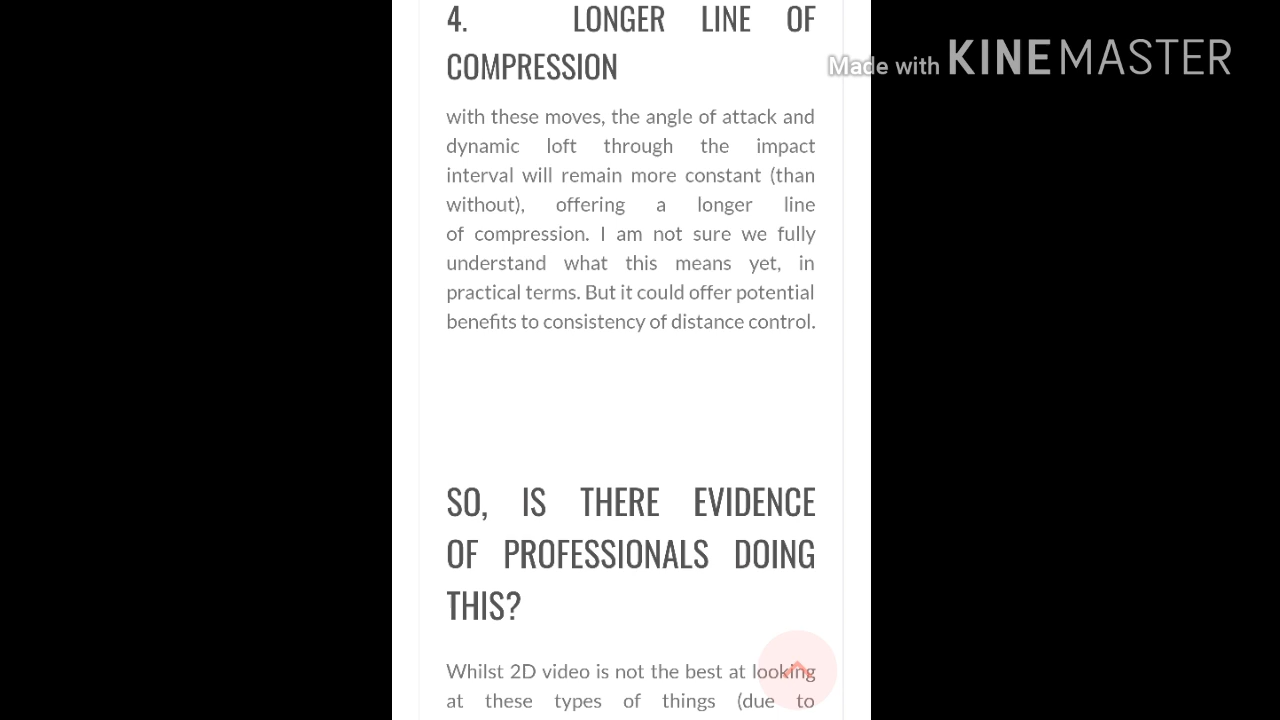 4. LONGER LINE OF
COMPRESSION
Made with KINEMASTER
with these moves, the angle of attack and
dynamic loft through the impact
interval will remain more constant (than
without), offering a longer line
of compression. I am not sure we fully
understand what this means yet, in
practical terms. But it could offer potential
benefits to consistency of distance control.
SO, IS THERE EVIDENCE
OF PROFESSIONALS DOING
THIS?
Whilst 2D video is not the best at looking
at these types of things (due to